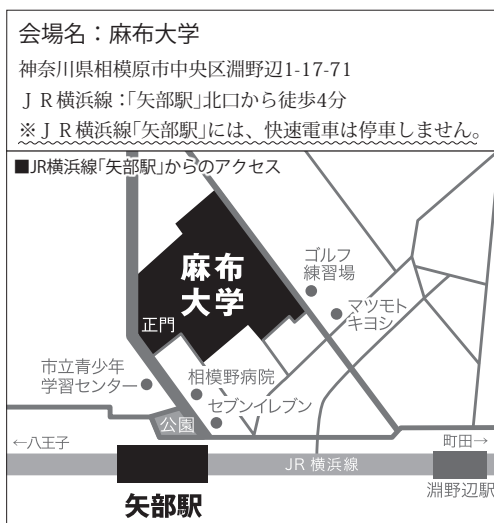 会場名：麻布大学
神奈川県相模原市中央区淵野辺1-17-71
ＪＲ横浜線：「矢部駅」北口から徒歩4分
※ＪＲ横浜線「矢部駅」には、快速電車は停車しません。
■JR横浜線「矢部駅」からのアクセス
麻布
大学
ゴルフ
練習場
マツモト
キヨシ
正門
市立青少年
学習センター
相模野病院
セブンイレブン
公園
←八王子
町田→
JR 横浜線
矢部駅
淵野辺駅